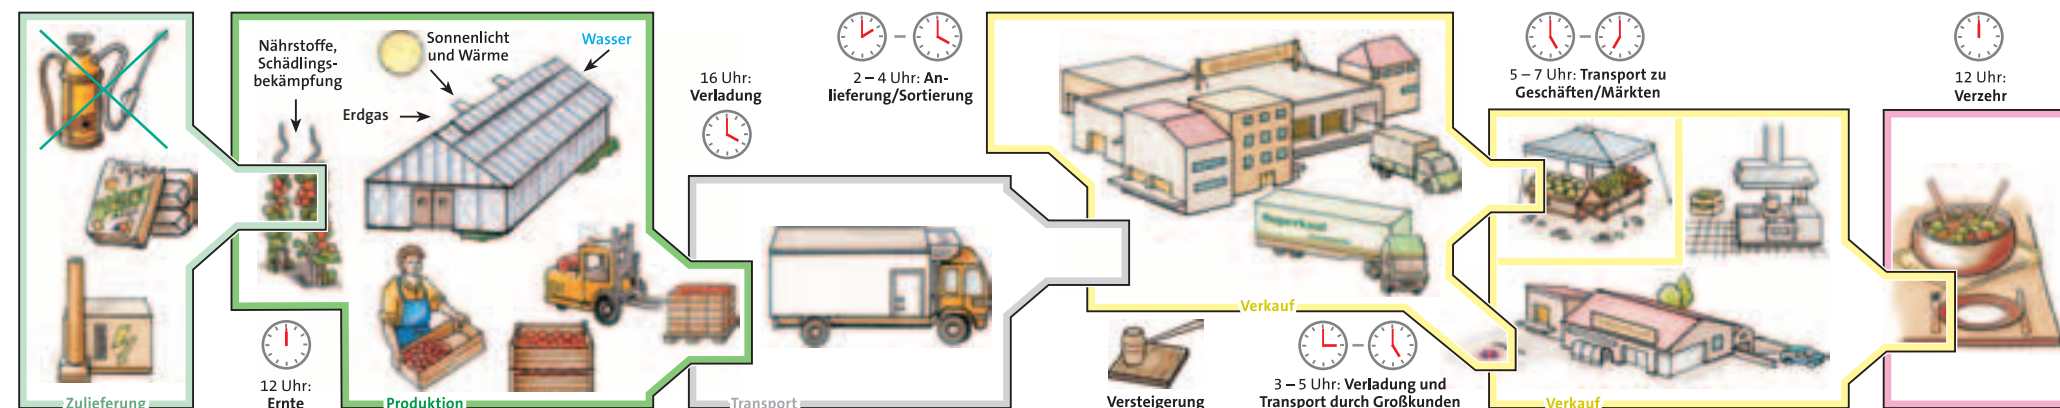 Nährstoffe,
Schädlings-
bekämpfung
Sonnenlicht
und Wärme
Wasser
Erdgas
12 Uhr:
Ernte
Zulieferung
Produktion
16 Uhr:
Verladung
Transport
2 – 4 Uhr: An-
lieferung/Sortierung
Verkauf
Versteigerung
3 – 5 Uhr: Verladung und
Transport durch Großkunden
5 – 7 Uhr: Transport zu
Geschäften/Märkten
Verkauf
12 Uhr:
Verzehr